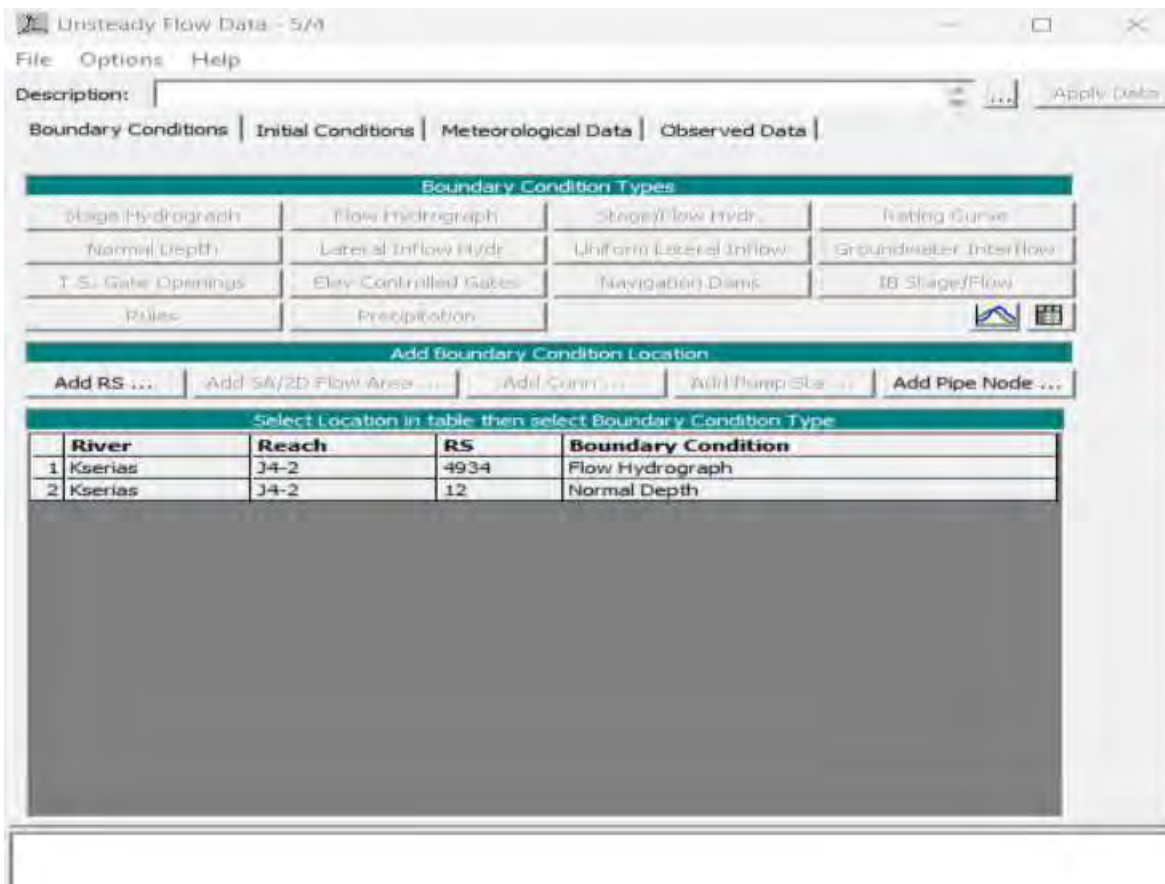 Unsteady Flow Data - 5/4
File Options Help
Description: ... Apply Data
Boundary Conditions Initial Conditions Meteorological Data Observed Data
Boundary Condition Types
Stage Hydrograph Flow Hydrograph Stage/Flow Hydr. Rating Curve
Normal Depth Lateral Inflow Hydr. Uniform Lateral Inflow Groundwater Interflow
T.S. Gate Openings Elev Controlled Gates Navigation Dams IB Stage/Flow
Rules Precipitation
Add Boundary Condition Location
Add RS ... Add SA/2D Flow Area ... Add Conn ... Add Pump Sta ... Add Pipe Node ...
Select Location in table then select Boundary Condition Type
River Reach RS Boundary Condition
1 Kserias J4-2 4934 Flow Hydrograph
2 Kserias J4-2 12 Normal Depth